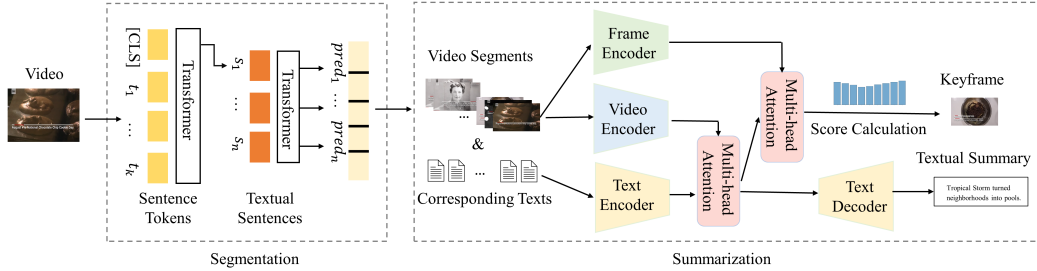 Video
[CLS]
t1
...
tk
Transformer
Sentence
Tokens
s1
...
sn
Transformer
Textual
Sentences
pred1
...
predn
Segmentation
Video Segments
...
&
...
Corresponding Texts
Frame
Encoder
Video
Encoder
Text
Encoder
Multi-head
Attention
Multi-head
Attention
Score Calculation
Keyframe
Text
Decoder
Textual Summary
Tropical Storm turned
neighborhoods into pools.
Summarization